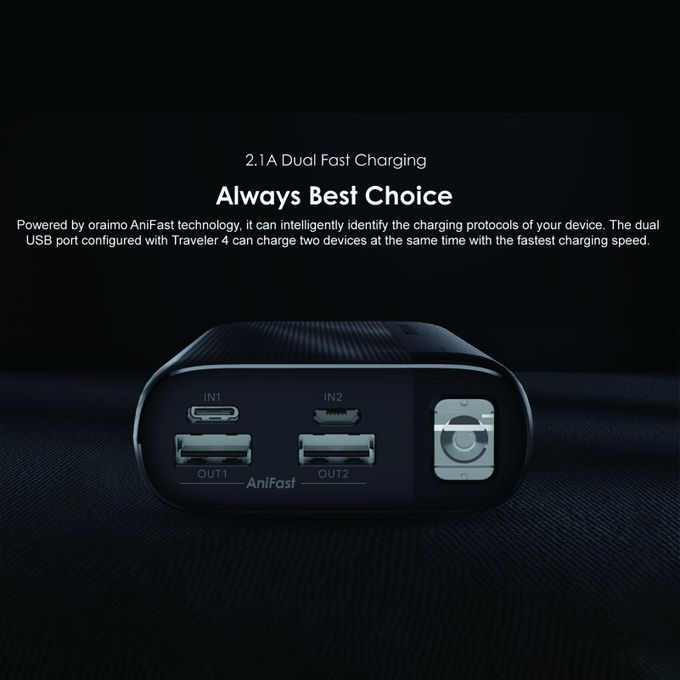 2.1A Dual Fast Charging
Always Best Choice
Powered by oraimo AniFast technology, it can intelligently identify the charging protocols of your device. The dual
USB port configured with Traveler 4 can charge two devices at the same time with the fastest charging speed.
IN1 IN2
OUT1 OUT2
AniFast